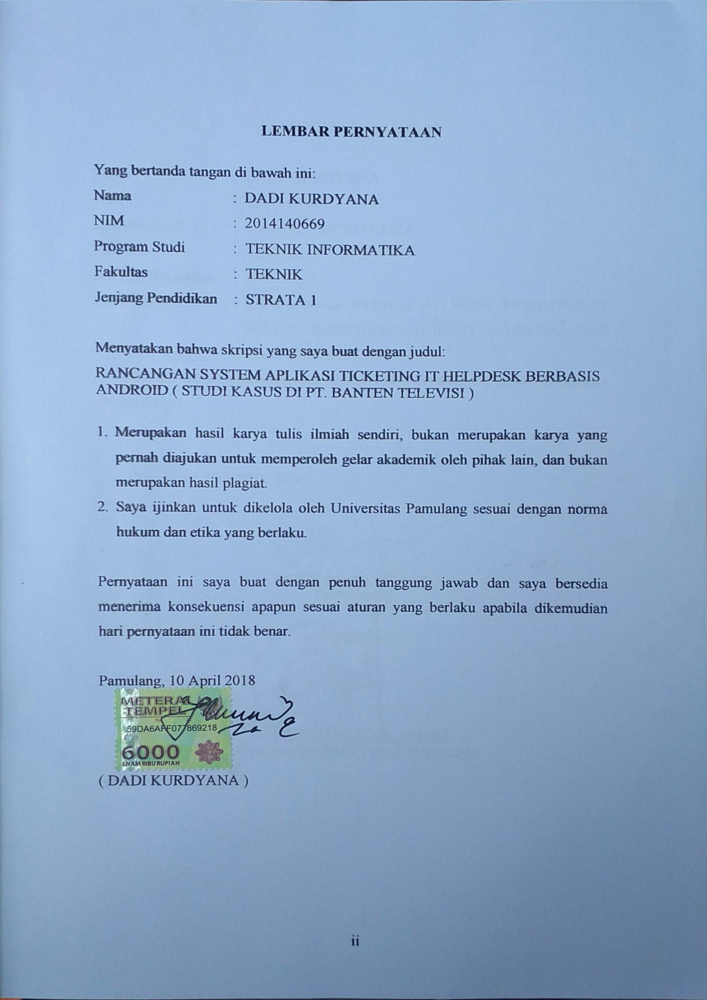 LEMBAR PERNYATAAN
Yang bertanda tangan di bawah ini:
Nama : DADI KURDYANA
NIM : 2014140669
Program Studi : TEKNIK INFORMATIKA
Fakultas : TEKNIK
Jenjang Pendidikan : STRATA 1
Menyatakan bahwa skripsi yang saya buat dengan judul:
RANCANGAN SYSTEM APLIKASI TICKETING IT HELPDESK BERBASIS
ANDROID ( STUDI KASUS DI PT. BANTEN TELEVISI )
1. Merupakan hasil karya tulis ilmiah sendiri, bukan merupakan karya yang
pernah diajukan untuk memperoleh gelar akademik oleh pihak lain, dan bukan
merupakan hasil plagiat.
2. Saya ijinkan untuk dikelola oleh Universitas Pamulang sesuai dengan norma
hukum dan etika yang berlaku.
Pernyataan ini saya buat dengan penuh tanggung jawab dan saya bersedia
menerima konsekuensi apapun sesuai aturan yang berlaku apabila dikemudian
hari pernyataan ini tidak benar.
Pamulang, 10 April 2018
METERAI
TEMPEL
59DA6AFF077869218
6000
ENAM RIBU RUPIAH
( DADI KURDYANA )
ii